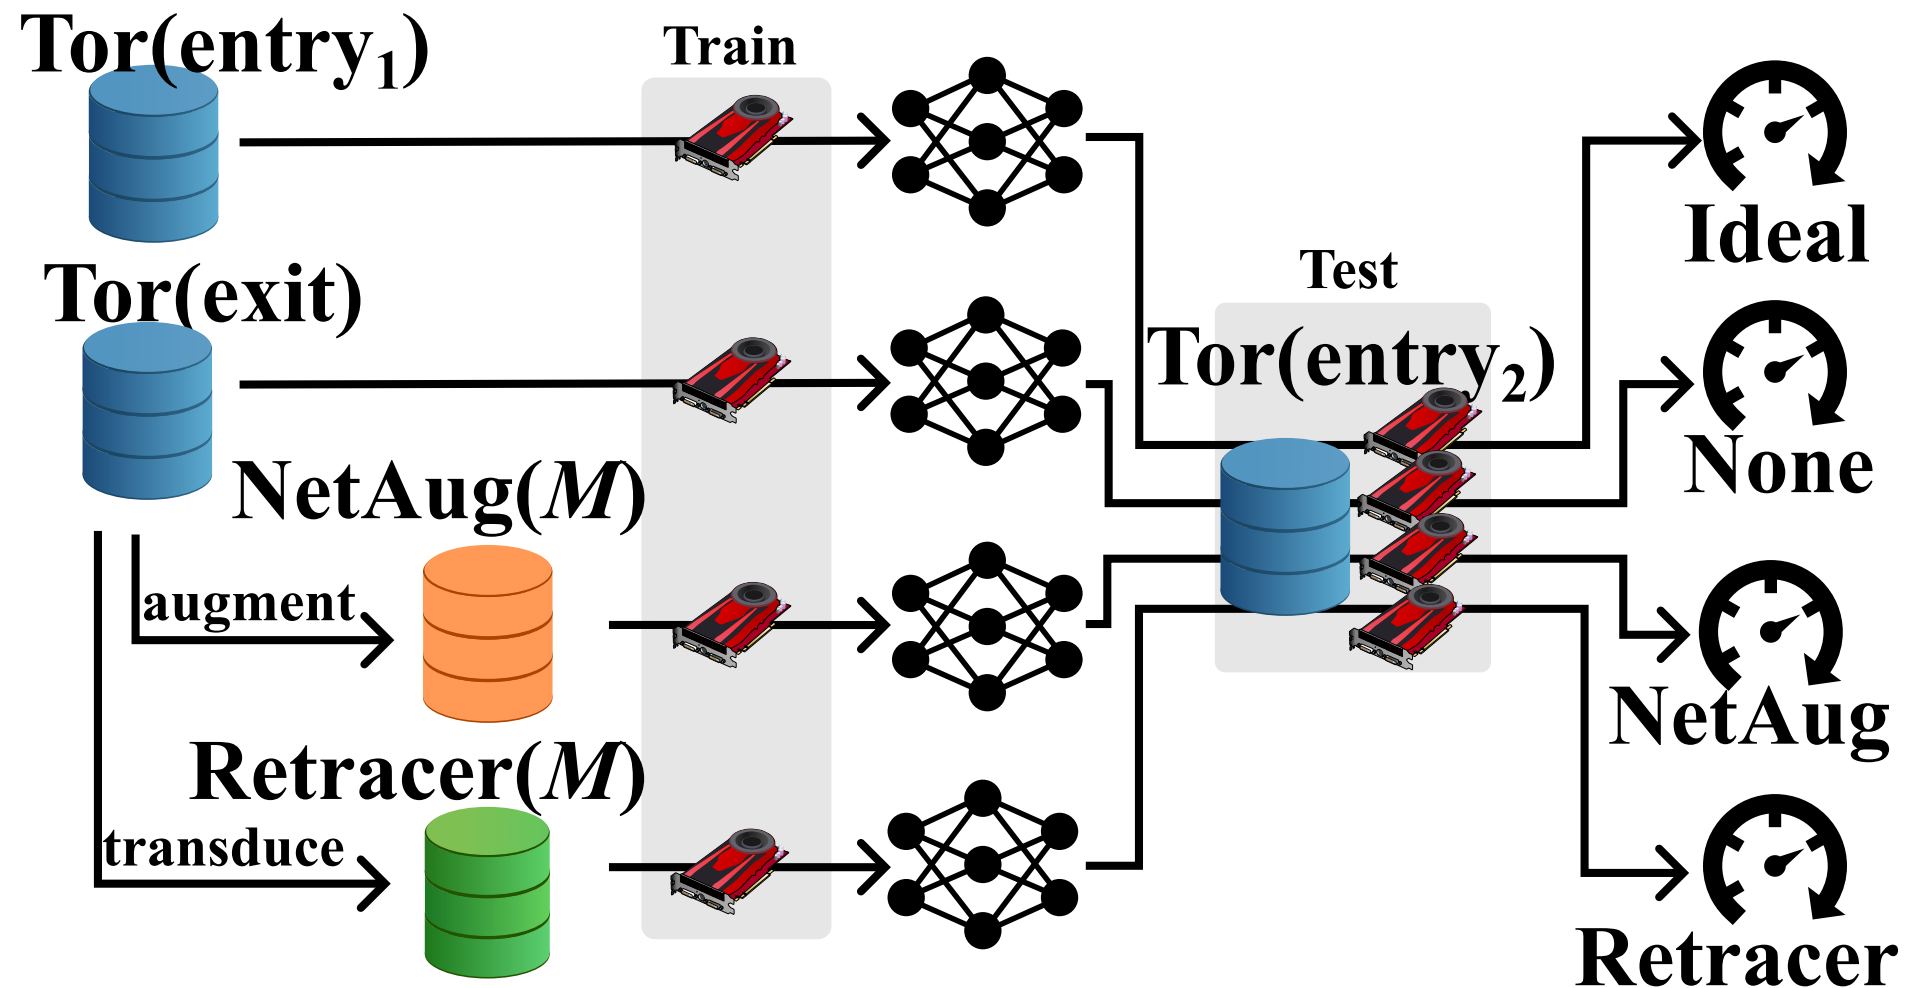 Tor(entry₁)
Train
Tor(exit)
Test
Ideal
Tor(entry₂)
None
NetAug(M)
augment
NetAug
Retracer(M)
transduce
Retracer